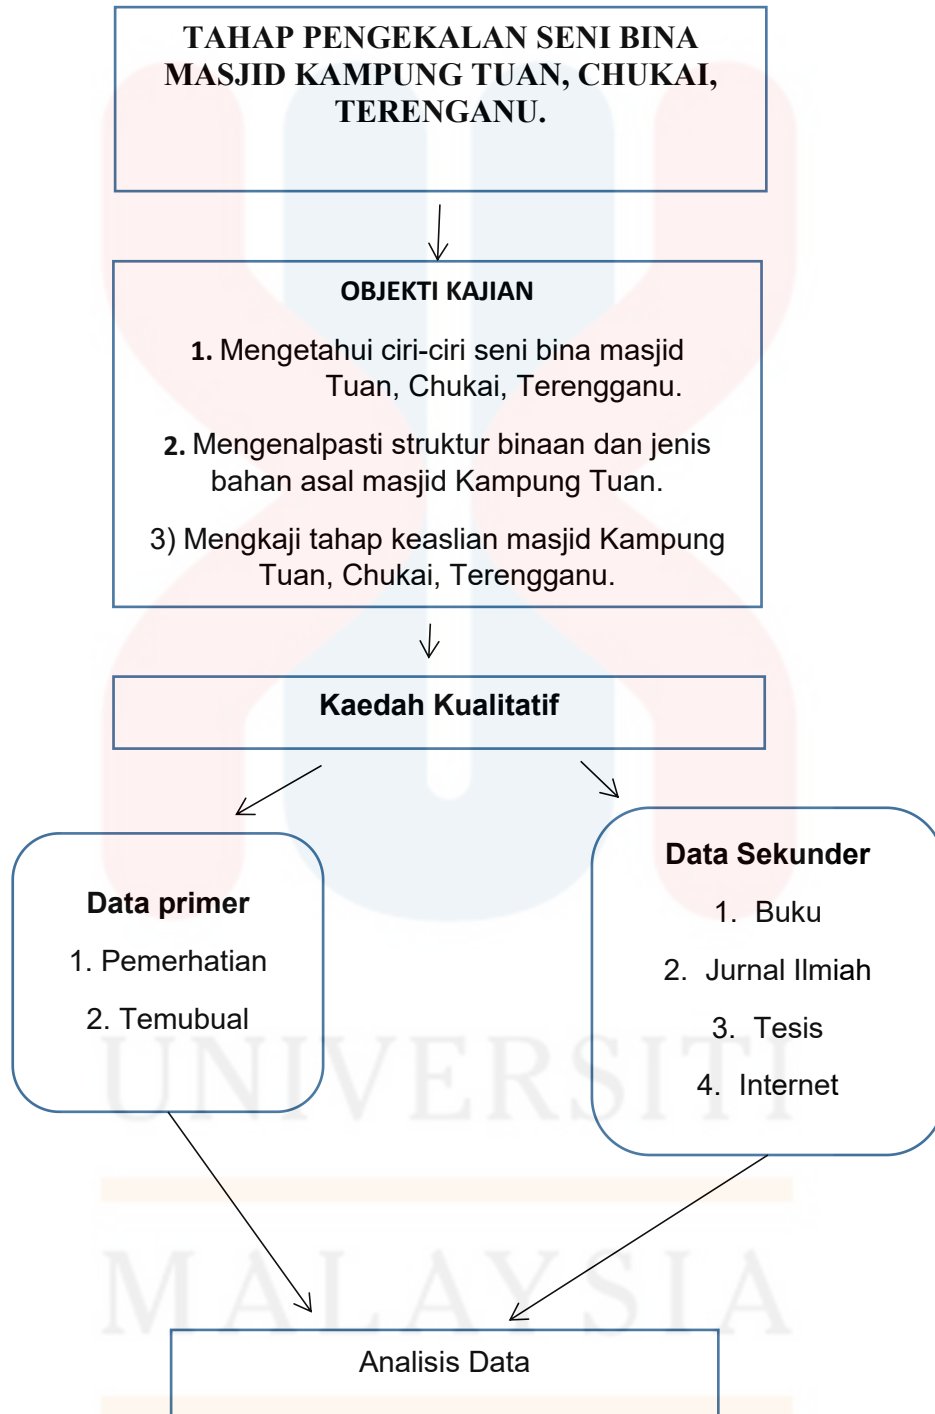 TAHAP PENGEKALAN SENI BINA
MASJID KAMPUNG TUAN, CHUKAI,
TERENGANU.
OBJEKTI KAJIAN
1. Mengetahui ciri-ciri seni bina masjid
Tuan, Chukai, Terengganu.
2. Mengenalpasti struktur binaan dan jenis
bahan asal masjid Kampung Tuan.
3) Mengkaji tahap keaslian masjid Kampung
Tuan, Chukai, Terengganu.
Kaedah Kualitatif
Data primer
1. Pemerhatian
2. Temubual
Data Sekunder
1. Buku
2. Jurnal Ilmiah
3. Tesis
4. Internet
UNIVERSITI
MALAYSIA
Analisis Data